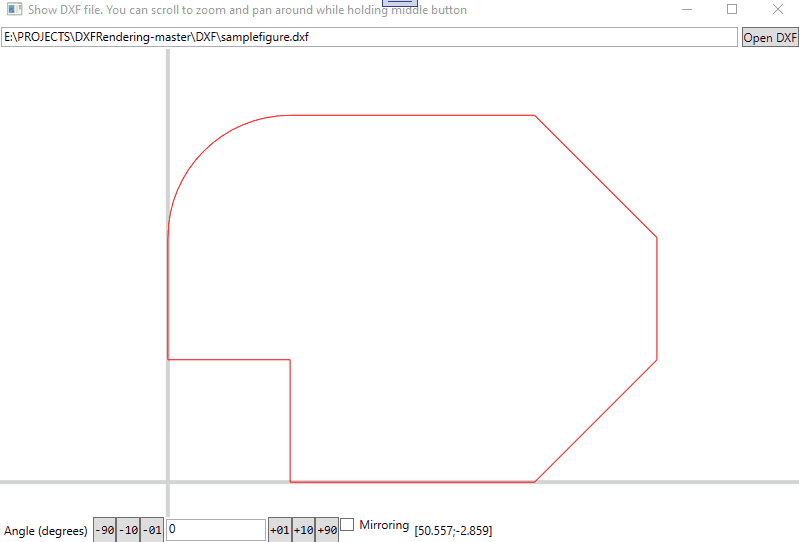 Show DXF file. You can scroll to zoom and pan around while holding middle button
E:\PROJECTS\DXFRendering-master\DXF\samplefigure.dxf Open DXF
Angle (degrees) -90 -10 -01 0 +01 +10 +90 Mirroring [50.557;-2.859]